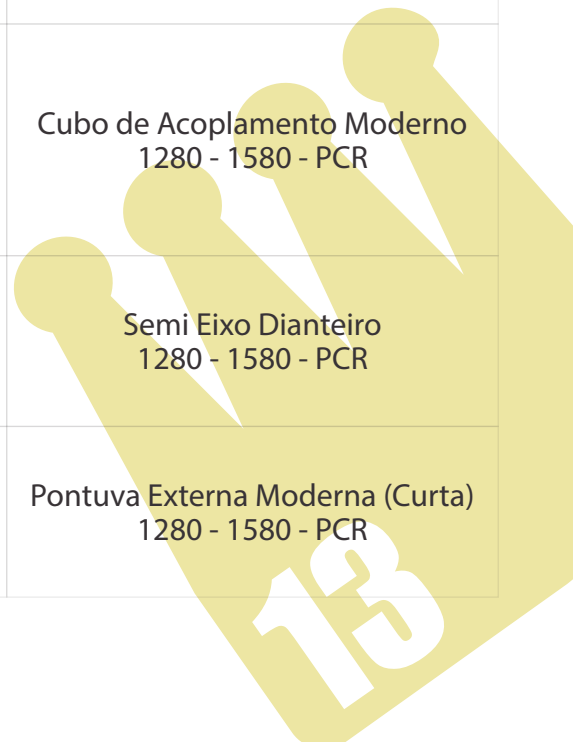 Cubo de Acoplamento Moderno
1280 - 1580 - PCR
Semi Eixo Dianteiro
1280 - 1580 - PCR
Pontuva Externa Moderna (Curta)
1280 - 1580 - PCR
13